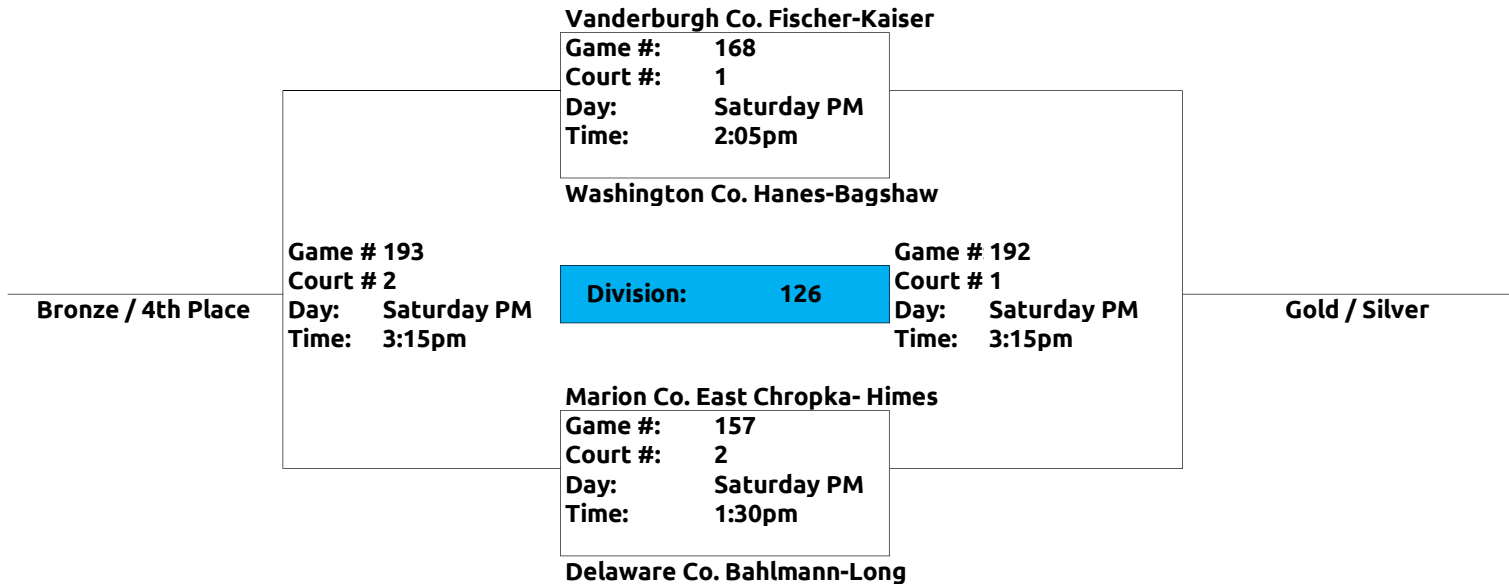 Vanderburgh Co. Fischer-Kaiser
Game #: 168
Court #: 1
Day: Saturday PM
Time: 2:05pm
Washington Co. Hanes-Bagshaw
Game # 193
Court # 2
Day: Saturday PM
Time: 3:15pm
Bronze / 4th Place
Division: 126
Game # 192
Court # 1
Day: Saturday PM
Time: 3:15pm
Gold / Silver
Marion Co. East Chropka- Himes
Game #: 157
Court #: 2
Day: Saturday PM
Time: 1:30pm
Delaware Co. Bahlmann-Long